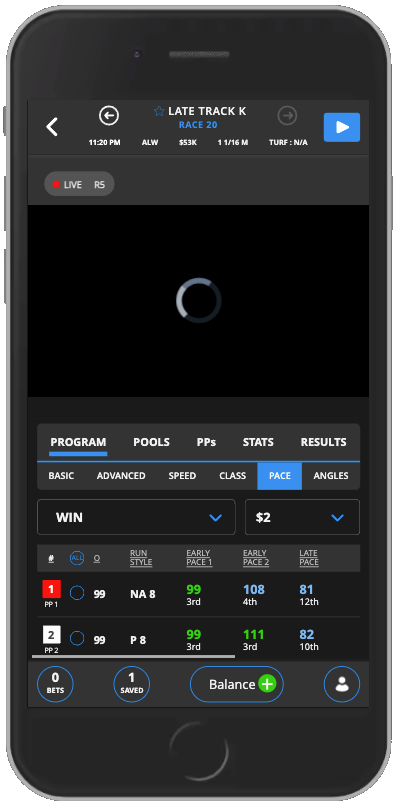 LATE TRACK K
RACE 20
11:20 PM ALW $53K 1 1/16 M TURF : N/A
LIVE R5
PROGRAM POOLS PPs STATS RESULTS
BASIC ADVANCED SPEED CLASS PACE ANGLES
WIN $2
# ALL O RUN STYLE EARLY PACE 1 EARLY PACE 2 LATE PACE
1 99 NA 8 99 108 81
PP 1 3rd 4th 12th
2 99 P 8 99 111 82
PP 2 3rd 3rd 10th
0 BETS 1 SAVED Balance +